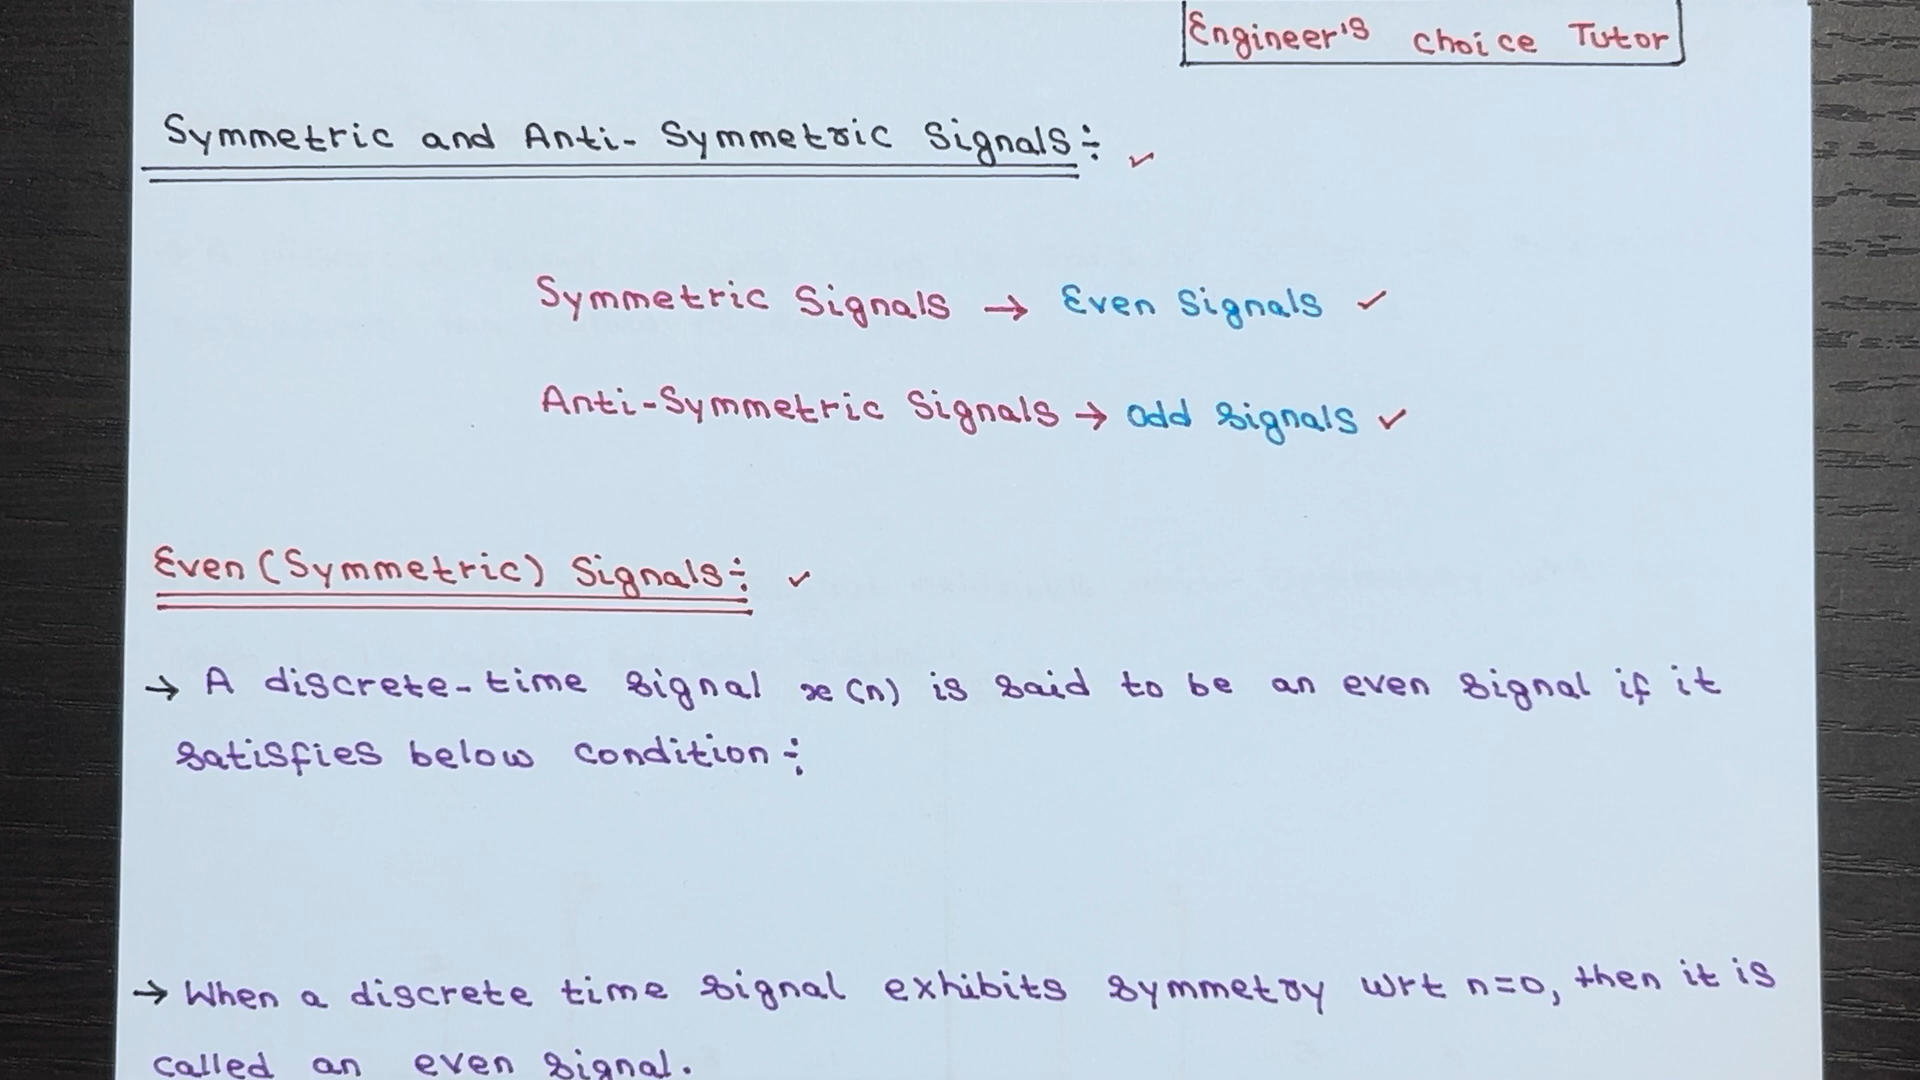 Engineer's choice Tutor
Symmetric and Anti-Symmetric Signals:
Symmetric Signals → Even Signals ✓
Anti-Symmetric Signals → odd signals ✓
Even (Symmetric) Signals:
→ A discrete-time signal x(n) is said to be an even signal if it
satisfies below condition:
→ When a discrete time signal exhibits symmetry wrt n=0, then it is
called an even signal.